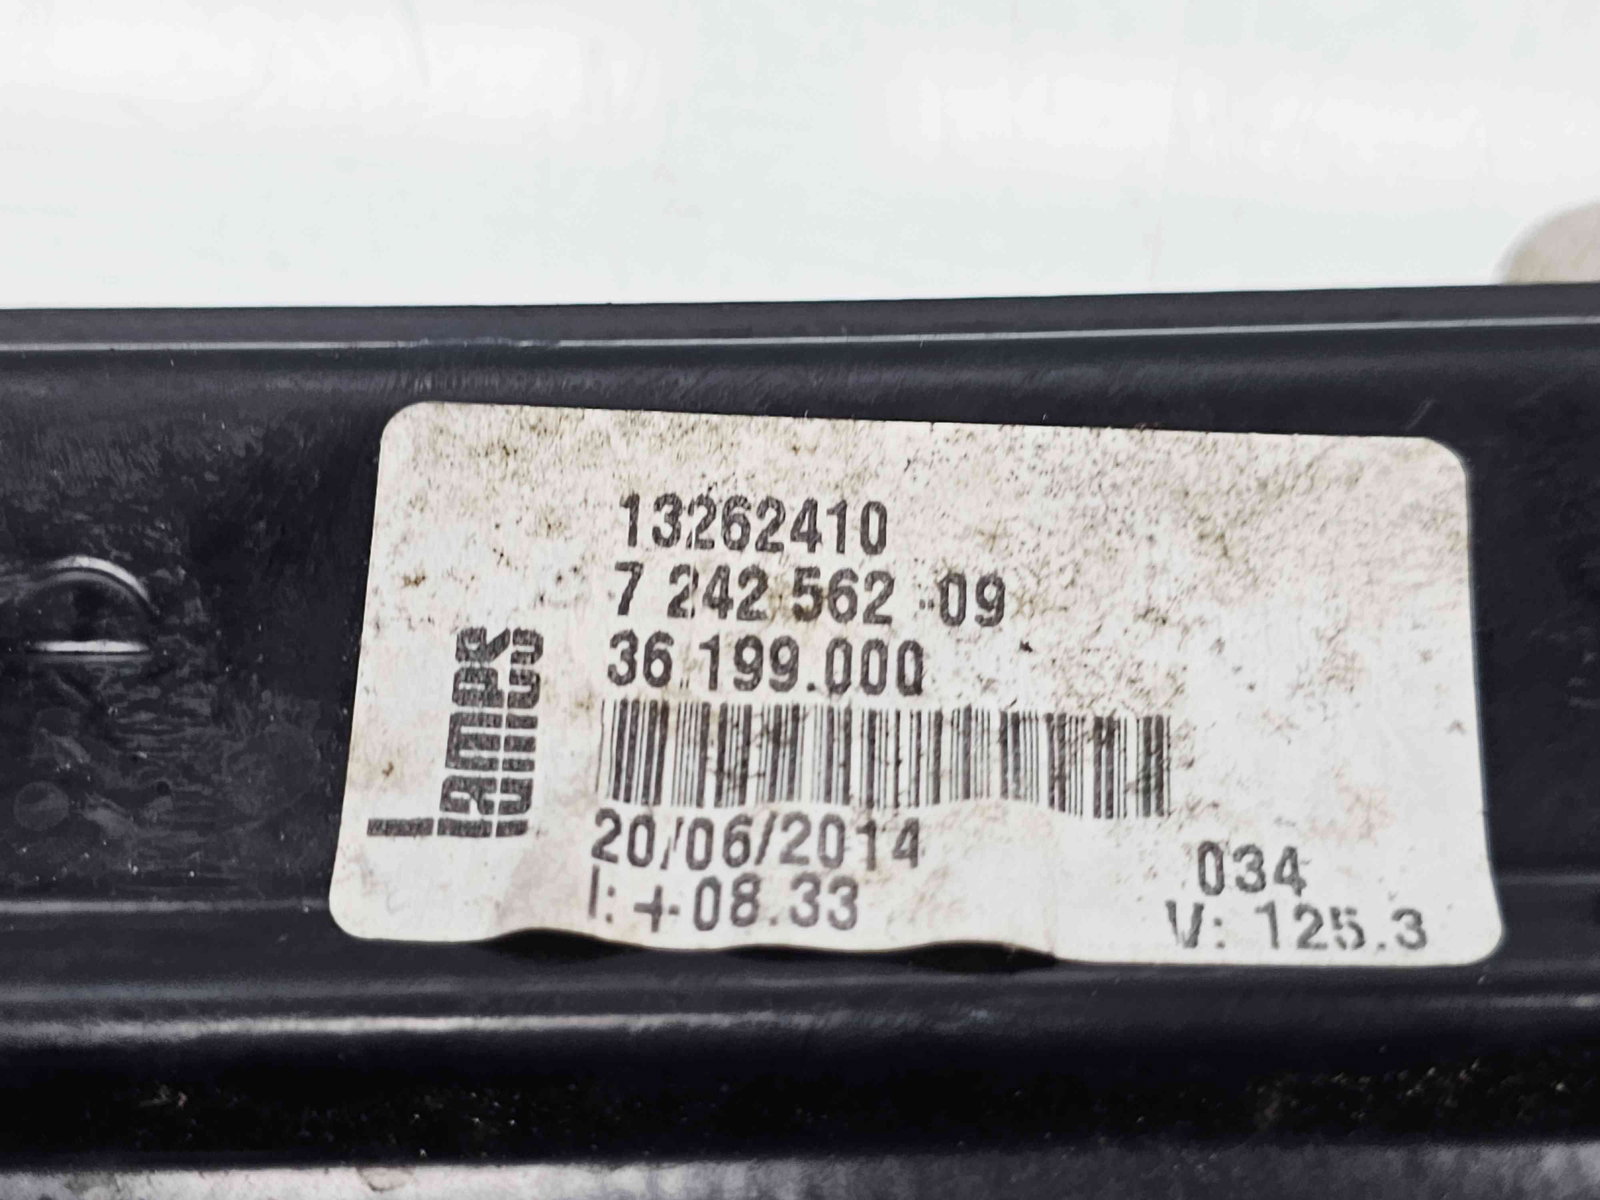 13262410
7 242 562 -09
36.199.000
20/06/2014
I: +08.33
034
V: 125.3